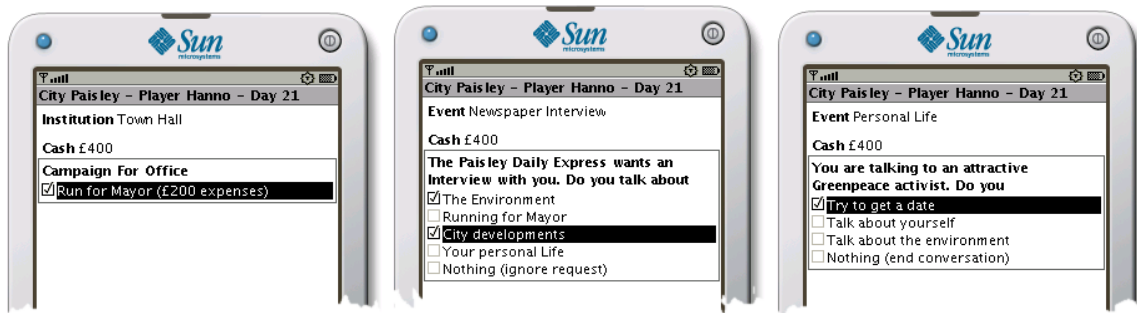 Sun
microsystems
City Paisley – Player Hanno – Day 21
Institution Town Hall
Cash £400
Campaign For Office
Run for Mayor (£200 expenses)
Sun
microsystems
City Paisley – Player Hanno – Day 21
Event Newspaper Interview
Cash £400
The Paisley Daily Express wants an
Interview with you. Do you talk about
The Environment
Running for Mayor
City developments
Your personal Life
Nothing (ignore request)
Sun
microsystems
City Paisley – Player Hanno – Day 21
Event Personal Life
Cash £400
You are talking to an attractive
Greenpeace activist. Do you
Try to get a date
Talk about yourself
Talk about the environment
Nothing (end conversation)